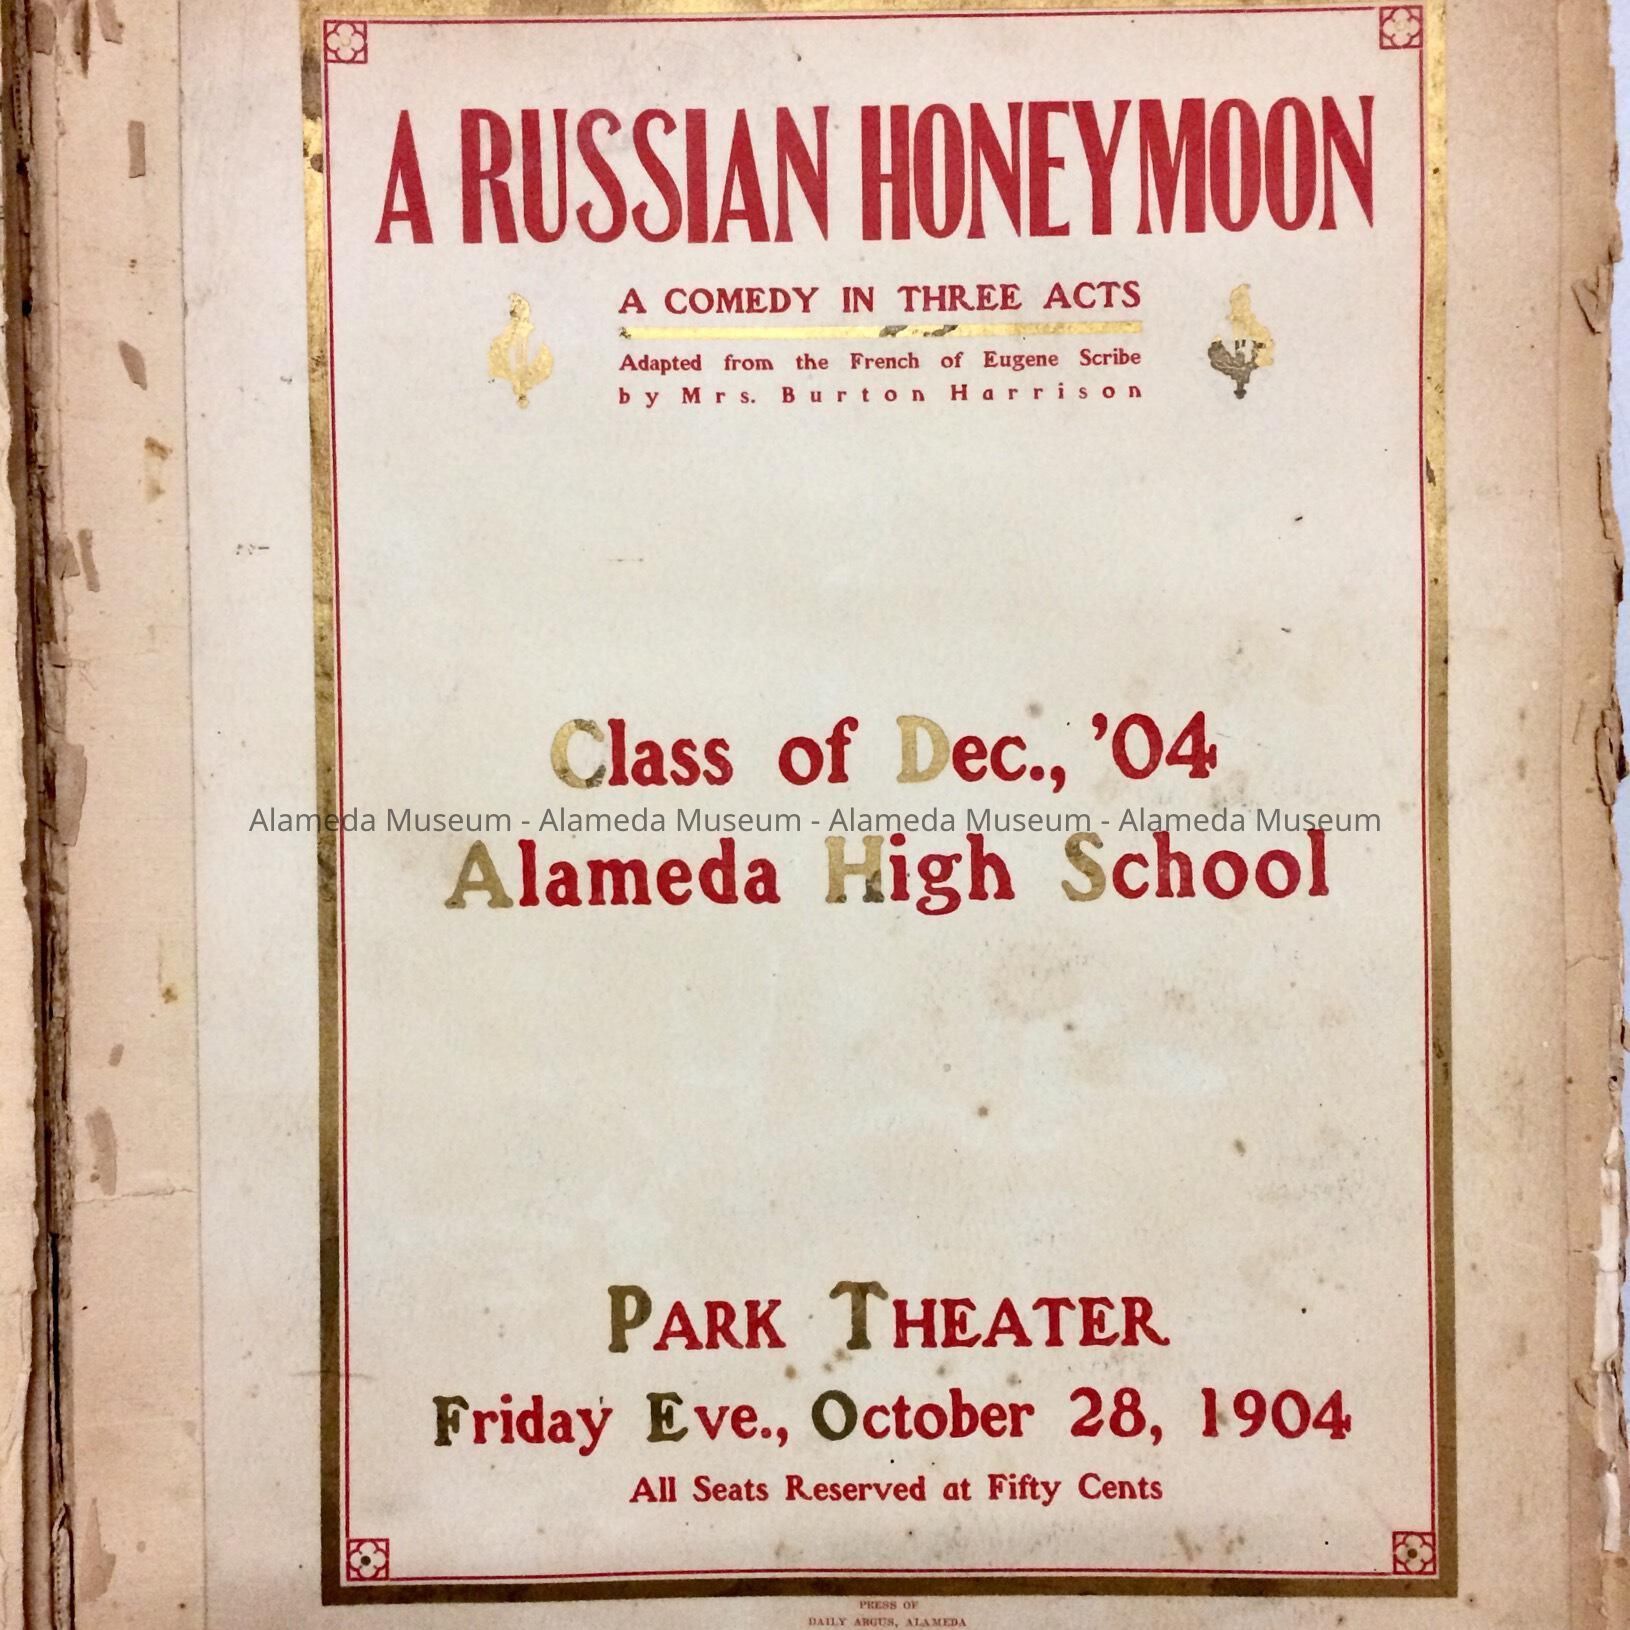 A RUSSIAN HONEYMOON
A COMEDY IN THREE ACTS
Adapted from the French of Eugene Scribe
by Mrs. Burton Harrison
Class of Dec., '04
Alameda Museum - Alameda Museum - Alameda Museum - Alameda Museum
Alameda High School
PARK THEATER
Friday Eve., October 28, 1904
All Seats Reserved at Fifty Cents
PRESS OF
DAILY ARGUS, ALAMEDA